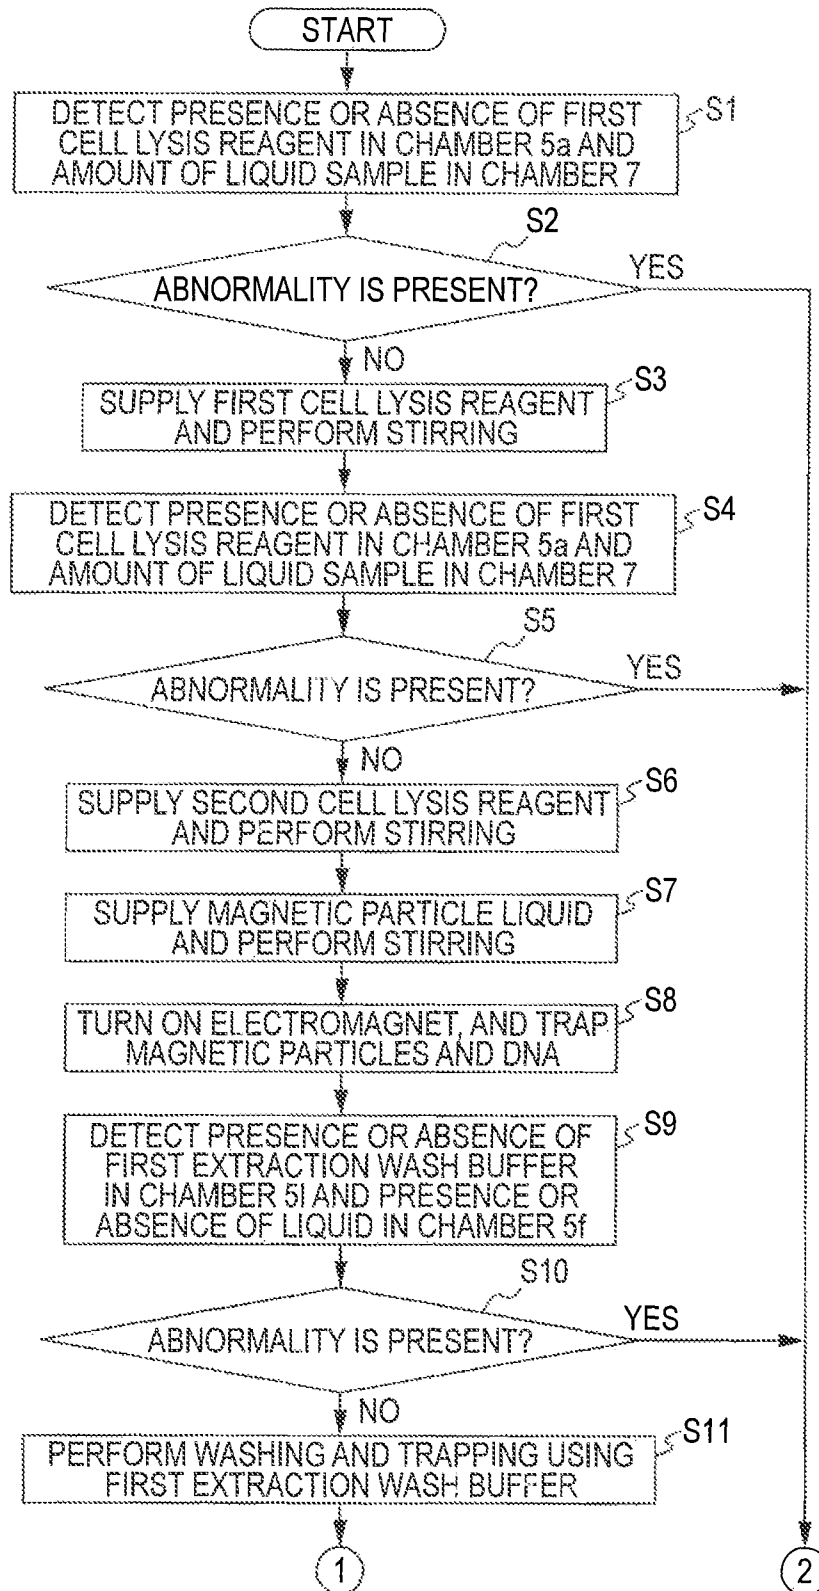 START
DETECT PRESENCE OR ABSENCE OF FIRST
CELL LYSIS REAGENT IN CHAMBER 5a AND
AMOUNT OF LIQUID SAMPLE IN CHAMBER 7
S1
S2
ABNORMALITY IS PRESENT?
YES
NO
SUPPLY FIRST CELL LYSIS REAGENT
AND PERFORM STIRRING
S3
DETECT PRESENCE OR ABSENCE OF FIRST
CELL LYSIS REAGENT IN CHAMBER 5a AND
AMOUNT OF LIQUID SAMPLE IN CHAMBER 7
S4
S5
ABNORMALITY IS PRESENT?
YES
NO
SUPPLY SECOND CELL LYSIS REAGENT
AND PERFORM STIRRING
S6
SUPPLY MAGNETIC PARTICLE LIQUID
AND PERFORM STIRRING
S7
TURN ON ELECTROMAGNET, AND TRAP
MAGNETIC PARTICLES AND DNA
S8
DETECT PRESENCE OR ABSENCE OF
FIRST EXTRACTION WASH BUFFER
IN CHAMBER 5i AND PRESENCE OR
ABSENCE OF LIQUID IN CHAMBER 5f
S9
S10
ABNORMALITY IS PRESENT?
YES
NO
PERFORM WASHING AND TRAPPING USING
FIRST EXTRACTION WASH BUFFER
S11
1
2